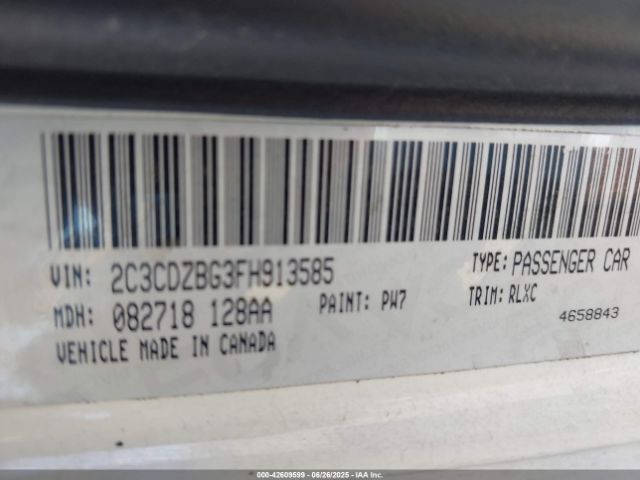 VIN: 2C3CDZBG3FH913585 TYPE: PASSENGER CAR
MDH: 082718 128AA PAINT: PW7 TRIM: RLXC
VEHICLE MADE IN CANADA 4658843
000-42609599 - 06/26/2025 - IAA Inc.